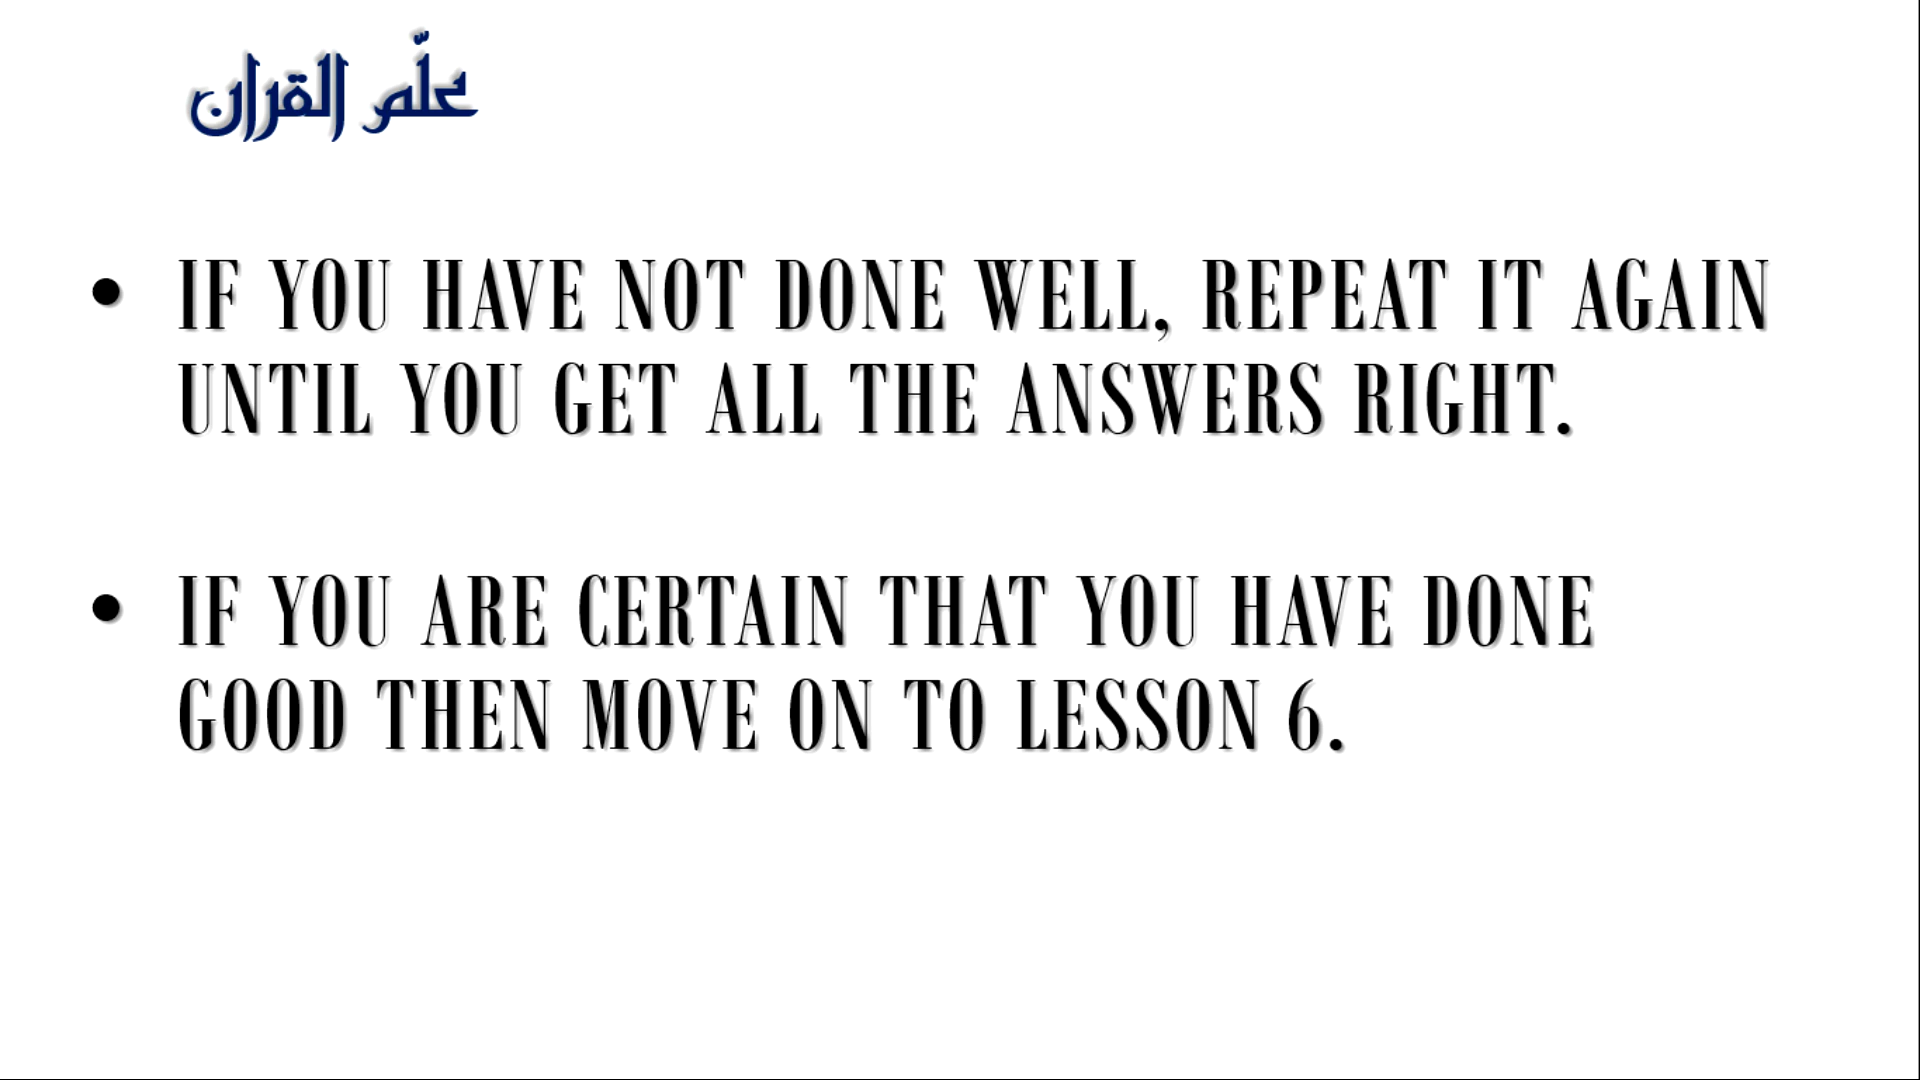 علّم القران
• IF YOU HAVE NOT DONE WELL, REPEAT IT AGAIN
UNTIL YOU GET ALL THE ANSWERS RIGHT.
• IF YOU ARE CERTAIN THAT YOU HAVE DONE
GOOD THEN MOVE ON TO LESSON 6.